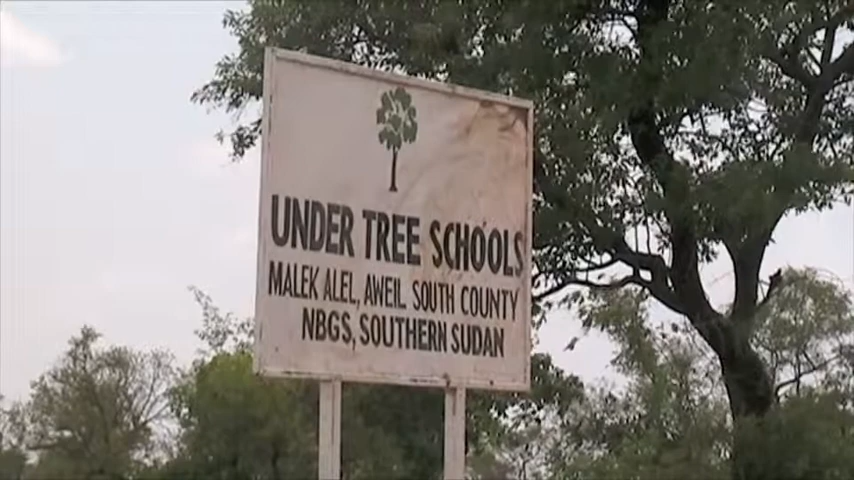 UNDER TREE SCHOOLS
MALEK ALEL, AWEIL SOUTH COUNTY
NBGS, SOUTHERN SUDAN